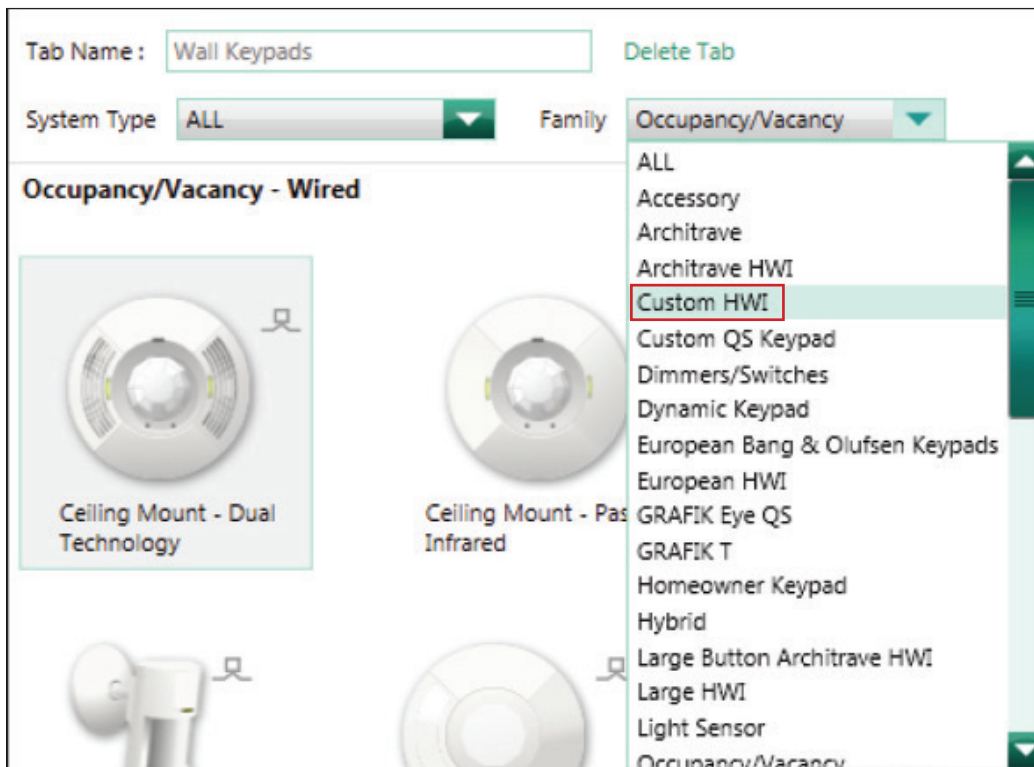 Tab Name : Wall Keypads Delete Tab
System Type ALL Family Occupancy/Vacancy
Occupancy/Vacancy - Wired
Ceiling Mount - Dual
Technology
Ceiling Mount - Pas
Infrared
ALL
Accessory
Architrave
Architrave HWI
Custom HWI
Custom QS Keypad
Dimmers/Switches
Dynamic Keypad
European Bang & Olufsen Keypads
European HWI
GRAFIK Eye QS
GRAFIK T
Homeowner Keypad
Hybrid
Large Button Architrave HWI
Large HWI
Light Sensor
Occupancy/Vacancy